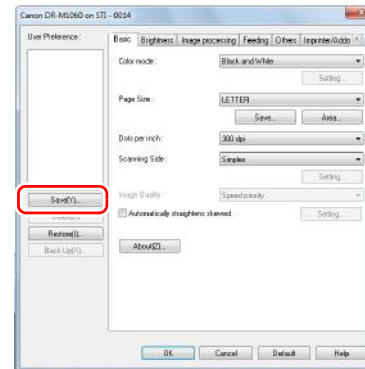 Canon DR-M1060 on STI - 0014
User Preference :
Basic Brightness Image processing Feeding Others Imprinter/Addo
Color mode :
Black and White
Setting...
Page Size :
LETTER
Save... Area...
Dots per inch :
300 dpi
Scanning Side :
Simplex
Setting...
Save(Y)...
Image Quality :
Speed priority
Automatically straightens skewed
Setting...
Restore(I)...
Back Up(X)...
About(Z)...
OK Cancel Default Help